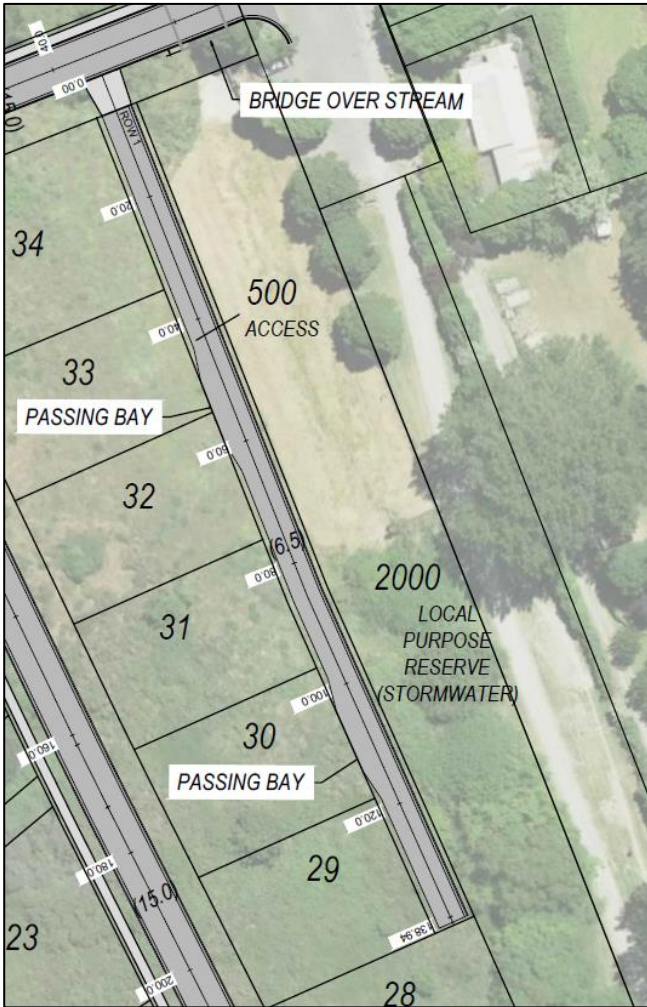 40.0
0.00
BRIDGE OVER STREAM
ROW 1
20.0
34
500
ACCESS
40.0
33
PASSING BAY
60.0
32
(6.5)
80.0
2000
LOCAL
PURPOSE
RESERVE
(STORMWATER)
31
100.0
30
160.0
PASSING BAY
120.0
29
180.0
(15.0)
138.94
23
28
200.0